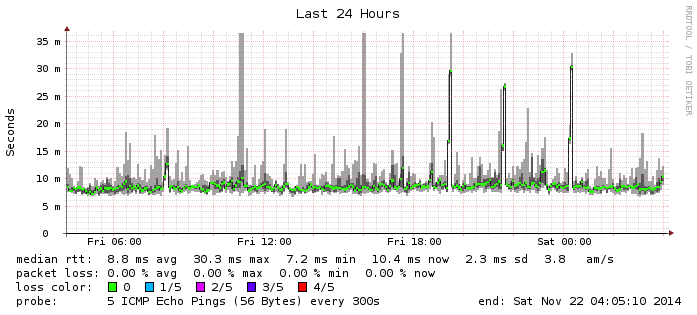 Last 24 Hours
RRDTOOL / TOBI OETIKER
Seconds
35 m
30 m
20 m
15 m
10 m
5 m
0
Fri 06:00 Fri 12:00 Fri 18:00 Sat 00:00
median rtt: 8.8 ms avg 30.3 ms max 7.2 ms min 10.4 ms now 2.3 ms sd 3.8 am/s
packet loss: 0.00 % avg 0.00 % max 0.00 % min 0.00 % now
loss color: 0 1/5 2/5 3/5 4/5
probe: 5 ICMP Echo Pings (56 Bytes) every 300s end: Sat Nov 22 04:05:10 2014